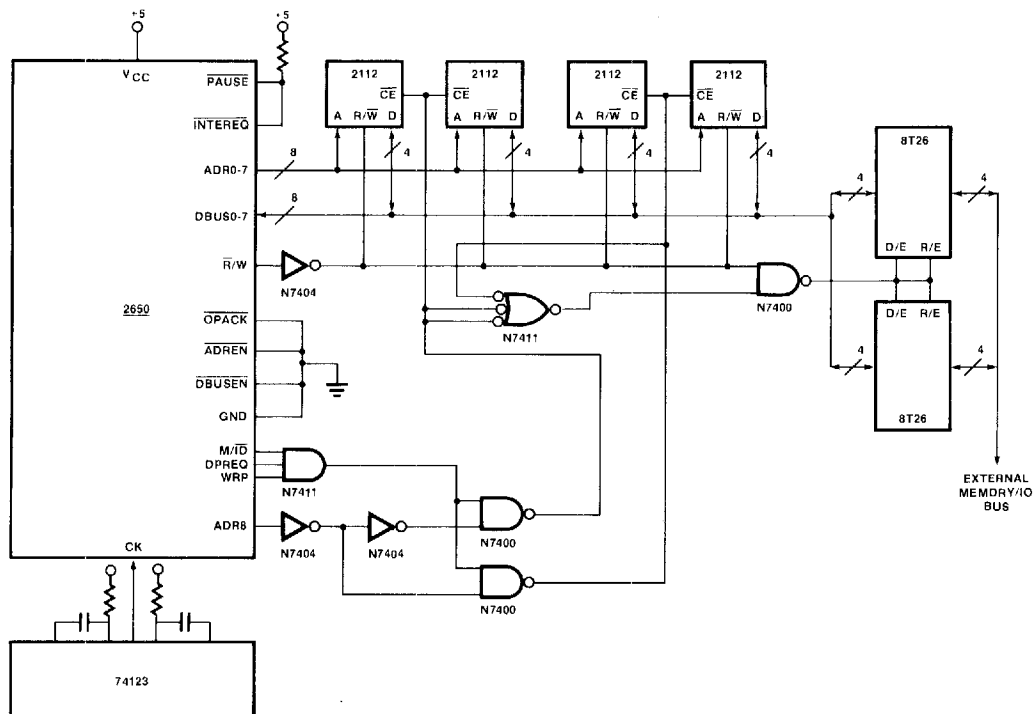 +5
+5
VCC
PAUSE
INTEREQ
ADR0-7
DBUS0-7
R/W
2650
OPACK
ADREN
DBUSEN
GND
M/IO
DPREQ
WRP
ADR8
CK
74123
8
8
2112
CE
A R/W D
4
2112
CE
A R/W D
4
2112
CE
A R/W D
4
2112
CE
A R/W D
4
N7404
N7411
N7400
N7411
N7404
N7404
N7400
N7400
8T26
4
4
D/E R/E
D/E R/E
4
4
8T26
EXTERNAL
MEMORY/IO
BUS